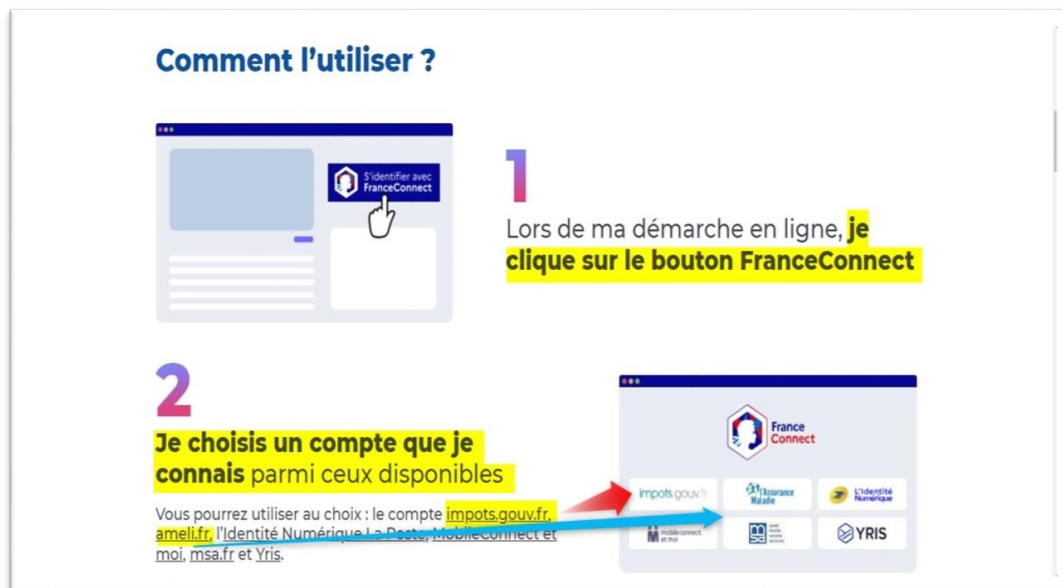 Comment l'utiliser ?
S'identifier avec
FranceConnect
1
Lors de ma démarche en ligne, je
clique sur le bouton FranceConnect
2
Je choisis un compte que je
connais parmi ceux disponibles
Vous pourrez utiliser au choix : le compte impots.gouv.fr,
ameli.fr, l'Identité Numérique La Poste, MobileConnect et
moi, msa.fr et Yris.
France
Connect
impots.gouv.fr
l'Assurance
Maladie
L'Identité
Numérique
mobile connect
et moi
YRIS